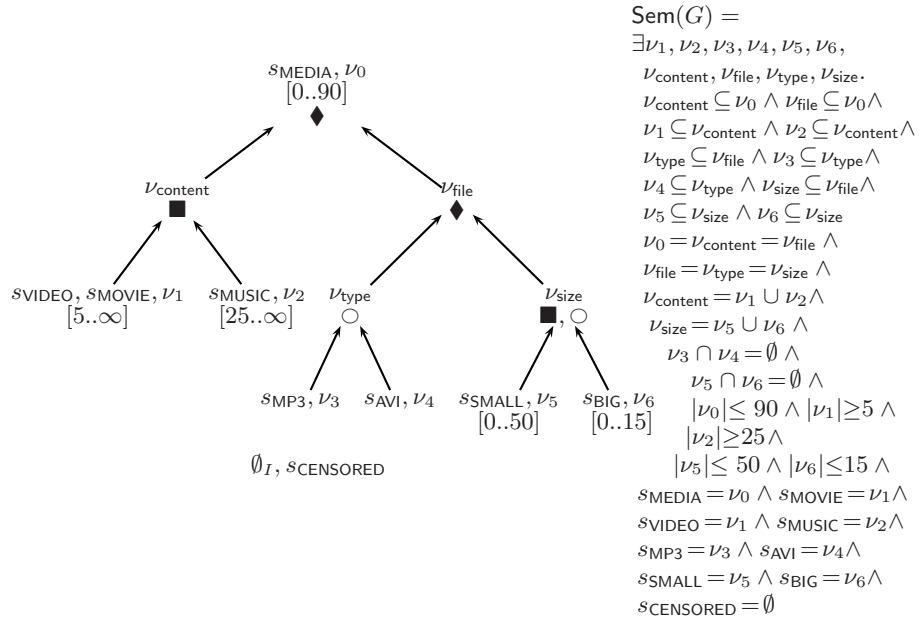 s_MEDIA, ν_0
[0..90]
♦
ν_content
■
ν_file
♦
s_VIDEO, s_MOVIE, ν_1
[5..∞]
s_MUSIC, ν_2
[25..∞]
ν_type
○
ν_size
■, ○
s_MP3, ν_3
s_AVI, ν_4
s_SMALL, ν_5
[0..50]
s_BIG, ν_6
[0..15]
∅_I, s_CENSORED
Sem(G) =
∃ν_1, ν_2, ν_3, ν_4, ν_5, ν_6,
ν_content, ν_file, ν_type, ν_size.
ν_content ⊆ ν_0 ∧ ν_file ⊆ ν_0 ∧
ν_1 ⊆ ν_content ∧ ν_2 ⊆ ν_content ∧
ν_type ⊆ ν_file ∧ ν_3 ⊆ ν_type ∧
ν_4 ⊆ ν_type ∧ ν_size ⊆ ν_file ∧
ν_5 ⊆ ν_size ∧ ν_6 ⊆ ν_size
ν_0 = ν_content = ν_file ∧
ν_file = ν_type = ν_size ∧
ν_content = ν_1 ∪ ν_2 ∧
ν_size = ν_5 ∪ ν_6 ∧
ν_3 ∩ ν_4 = ∅ ∧
ν_5 ∩ ν_6 = ∅ ∧
|ν_0| ≤ 90 ∧ |ν_1| ≥ 5 ∧
|ν_2| ≥ 25 ∧
|ν_5| ≤ 50 ∧ |ν_6| ≤ 15 ∧
s_MEDIA = ν_0 ∧ s_MOVIE = ν_1 ∧
s_VIDEO = ν_1 ∧ s_MUSIC = ν_2 ∧
s_MP3 = ν_3 ∧ s_AVI = ν_4 ∧
s_SMALL = ν_5 ∧ s_BIG = ν_6 ∧
s_CENSORED = ∅